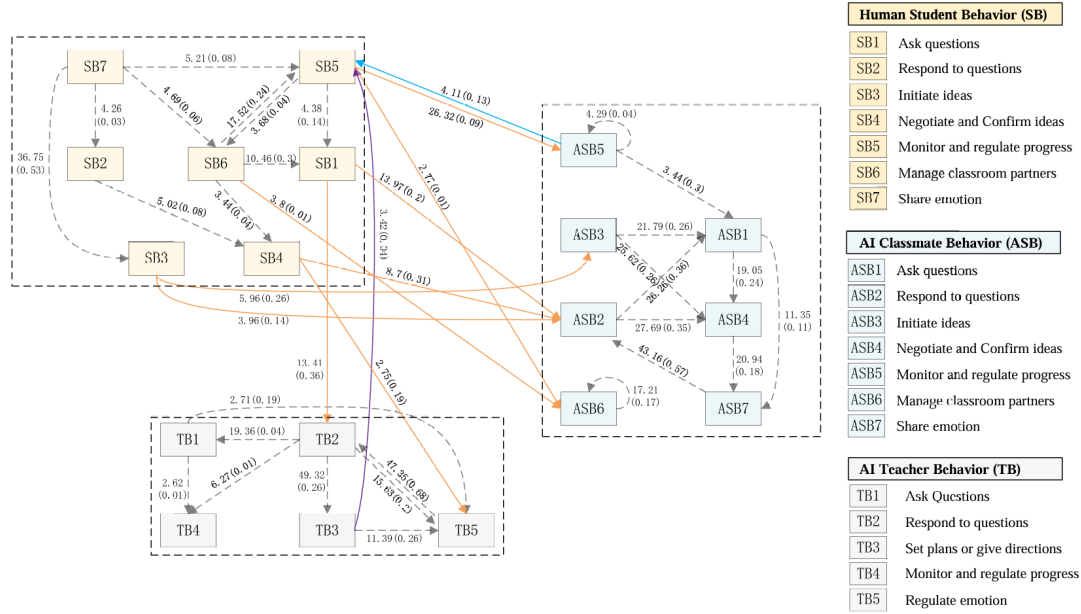 Human Student Behavior (SB)
SB1 Ask questions
SB2 Respond to questions
SB3 Initiate ideas
SB4 Negotiate and Confirm ideas
SB5 Monitor and regulate progress
SB6 Manage classroom partners
SB7 Share emotion
AI Classmate Behavior (ASB)
ASB1 Ask questions
ASB2 Respond to questions
ASB3 Initiate ideas
ASB4 Negotiate and Confirm ideas
ASB5 Monitor and regulate progress
ASB6 Manage classroom partners
ASB7 Share emotion
AI Teacher Behavior (TB)
TB1 Ask Questions
TB2 Respond to questions
TB3 Set plans or give directions
TB4 Monitor and regulate progress
TB5 Regulate emotion
SB7
5.21(0.08)
SB5
4.26
(0.03)
4.69(0.06)
17.52(0.24)
3.68(0.04)
4.38
(0.14)
36.75
(0.53)
SB2
SB6
10.46(0.3)
SB1
5.02(0.08)
3.44(0.04)
SB3
SB4
4.11(0.13)
26.32(0.09)
2.77(0.01)
13.97(0.2)
3.8(0.01)
8.7(0.31)
5.96(0.26)
3.96(0.14)
13.41
(0.36)
2.75(0.19)
4.29(0.04)
ASB5
3.44(0.3)
ASB3
21.79(0.26)
ASB1
25.62(0.26)
26.26(0.36)
19.05
(0.24)
11.35
(0.11)
ASB2
27.69(0.35)
ASB4
43.16(0.57)
20.94
(0.18)
ASB6
17.21
(0.17)
ASB7
2.71(0.19)
TB1
19.36(0.04)
TB2
2.62
(0.01)
6.27(0.01)
49.32
(0.26)
47.35(0.68)
15.63(0.2)
TB4
TB3
11.39(0.26)
TB5